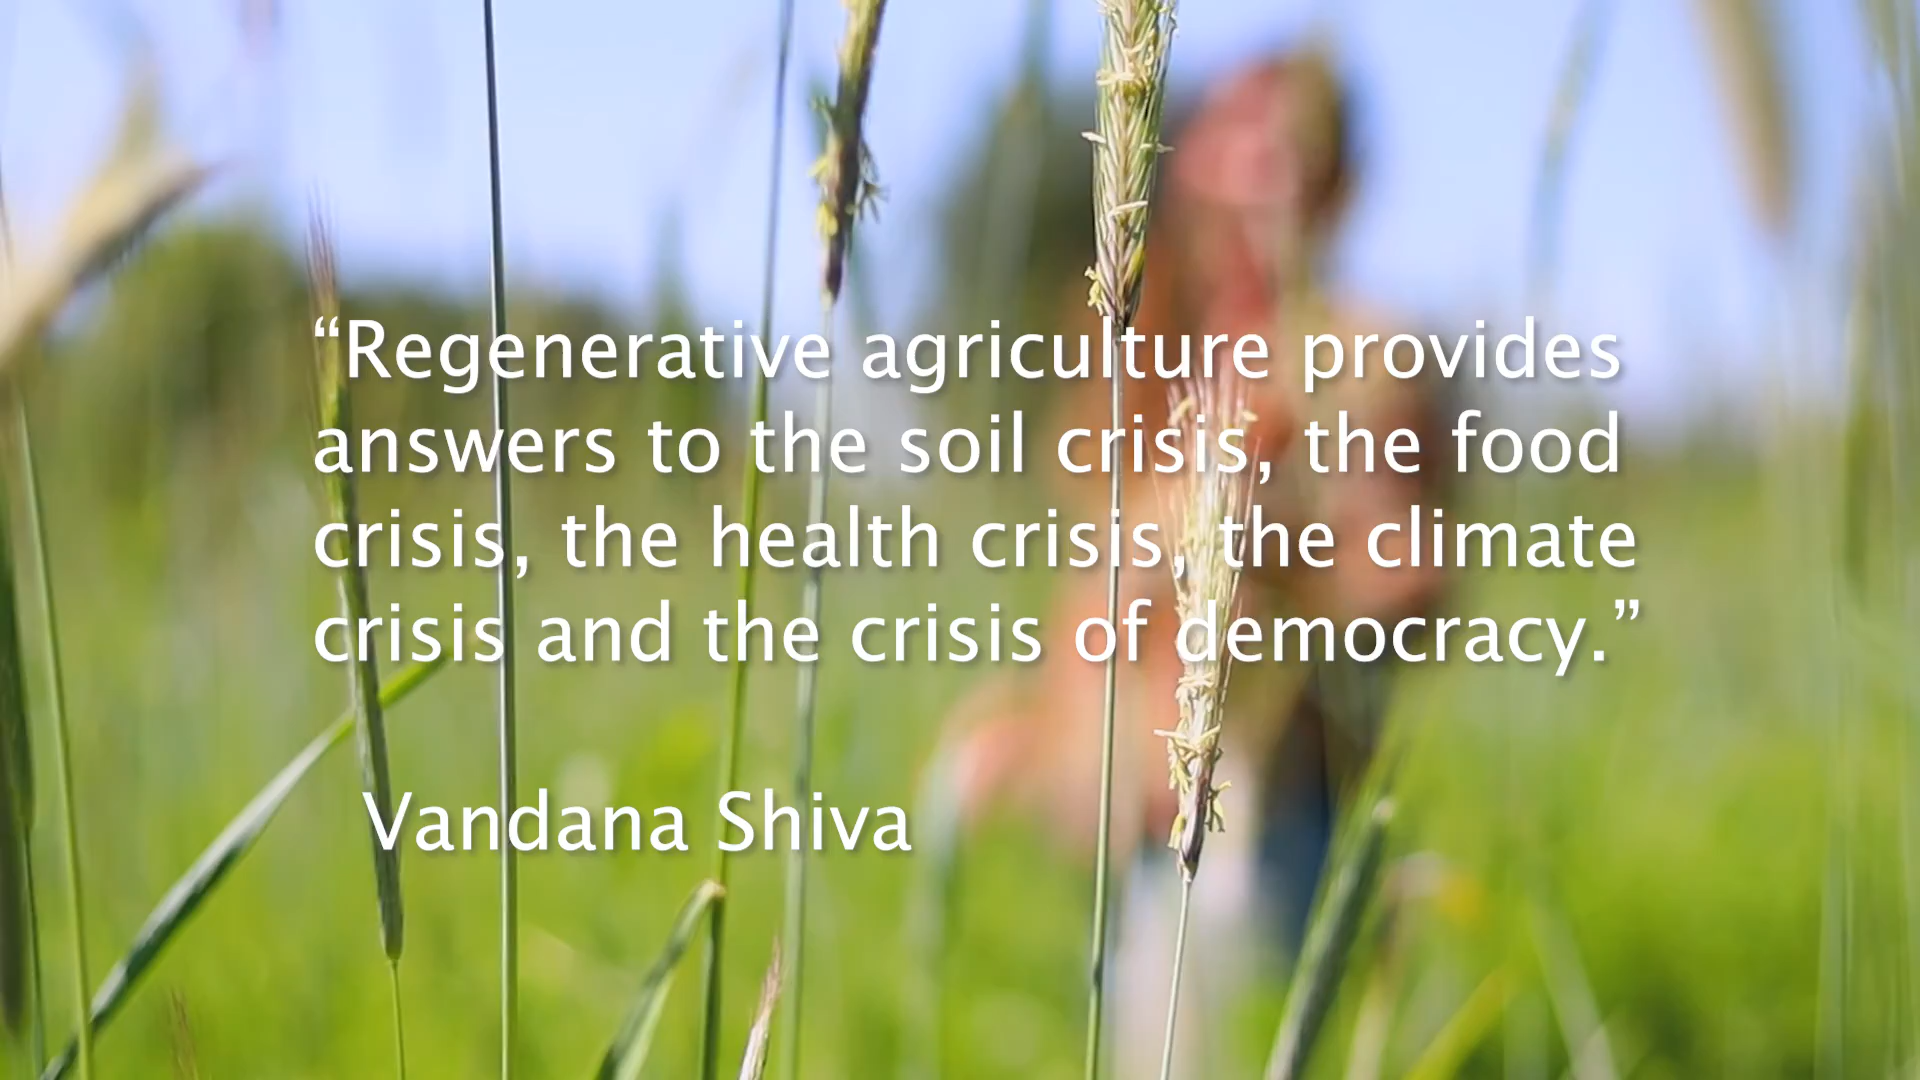 “Regenerative agriculture provides
answers to the soil crisis, the food
crisis, the health crisis, the climate
crisis and the crisis of democracy.”
Vandana Shiva